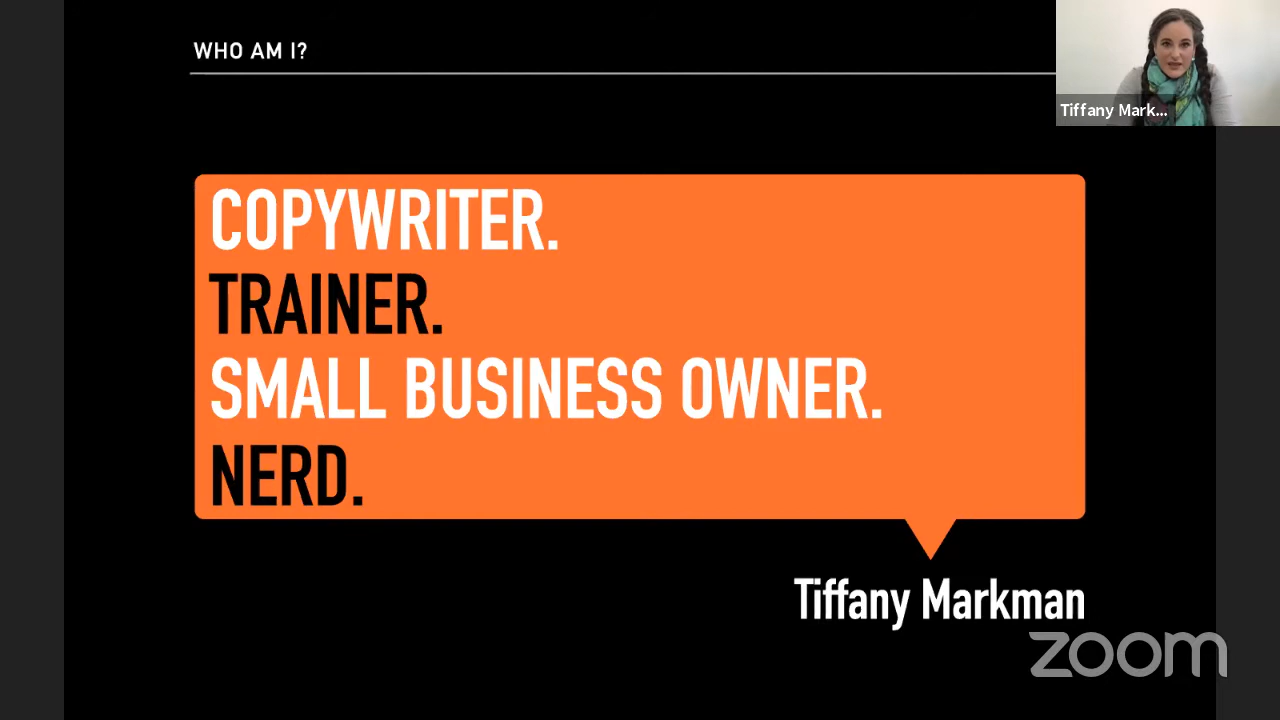 WHO AM I?
Tiffany Mark...
COPYWRITER.
TRAINER.
SMALL BUSINESS OWNER.
NERD.
Tiffany Markman
zoom